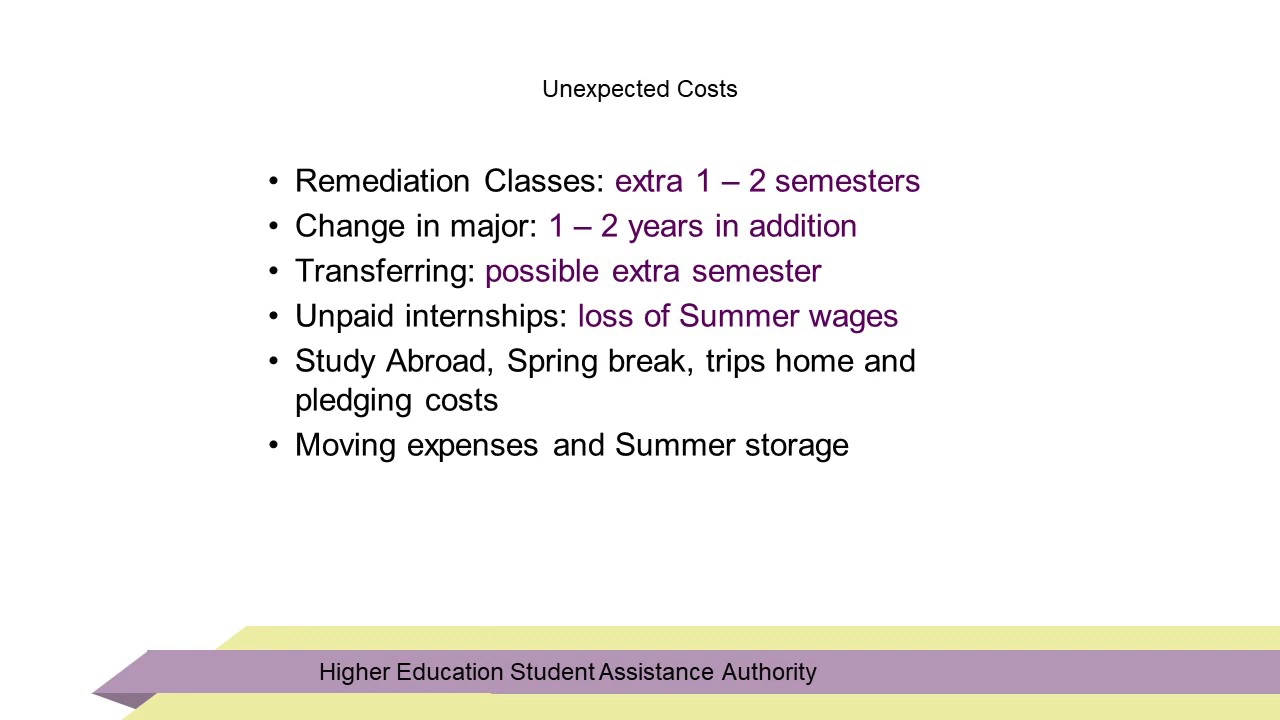 Unexpected Costs
• Remediation Classes: extra 1 – 2 semesters
• Change in major: 1 – 2 years in addition
• Transferring: possible extra semester
• Unpaid internships: loss of Summer wages
• Study Abroad, Spring break, trips home and
pledging costs
• Moving expenses and Summer storage
Higher Education Student Assistance Authority